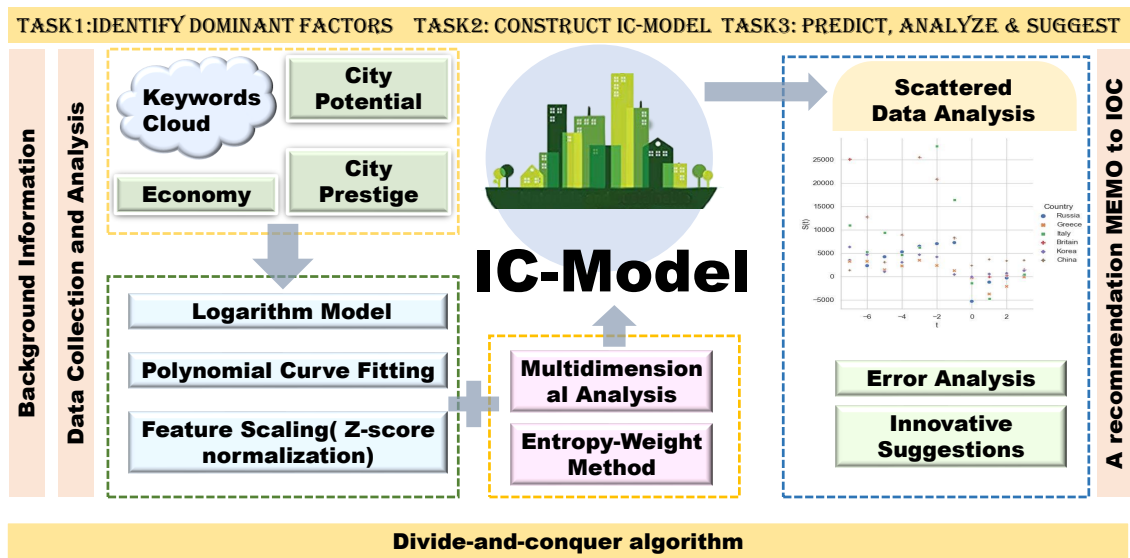 TASK1:IDENTIFY DOMINANT FACTORS TASK2: CONSTRUCT IC-MODEL TASK3: PREDICT, ANALYZE & SUGGEST
Background Information
Data Collection and Analysis
Keywords
Cloud
City
Potential
Economy
City
Prestige
Logarithm Model
Polynomial Curve Fitting
Feature Scaling( Z-score
normalization)
IC-Model
Multidimension
al Analysis
Entropy-Weight
Method
Scattered
Data Analysis
25000
20000
15000
10000
5000
0
−5000
S(t)
−6
−4
−2
0
2
t
Country
Russia
Greece
Italy
Britain
Korea
China
Error Analysis
Innovative
Suggestions
A recommendation MEMO to IOC
Divide-and-conquer algorithm